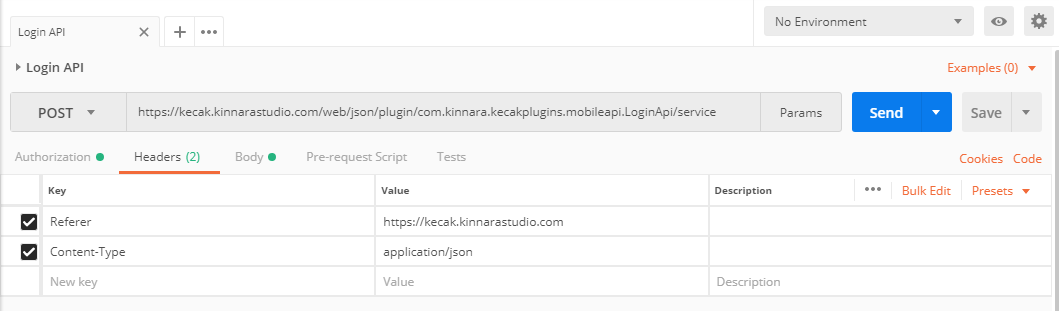 Login API
No Environment
Login API
Examples (0)
POST
https://kecak.kinnarastudio.com/web/json/plugin/com.kinnara.kecakplugins.mobileapi.LoginApi/service
Params
Send
Save
Authorization
Headers (2)
Body
Pre-request Script
Tests
Cookies
Code
Key
Value
Description
Bulk Edit
Presets
Referer
https://kecak.kinnarastudio.com
Content-Type
application/json
New key
Value
Description